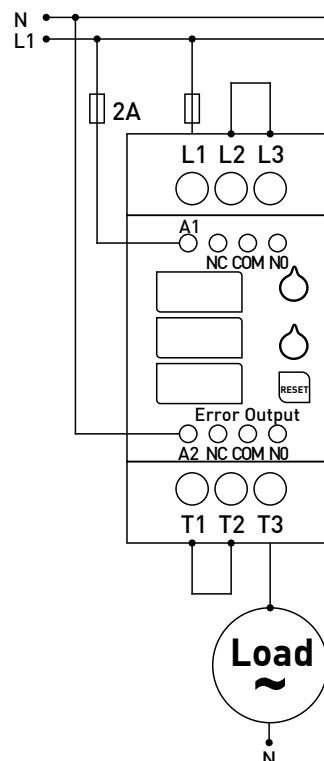 N
L1
2A
L1 L2 L3
A1
NC COM NO
RESET
Error Output
A2 NC COM NO
T1 T2 T3
Load
~
N